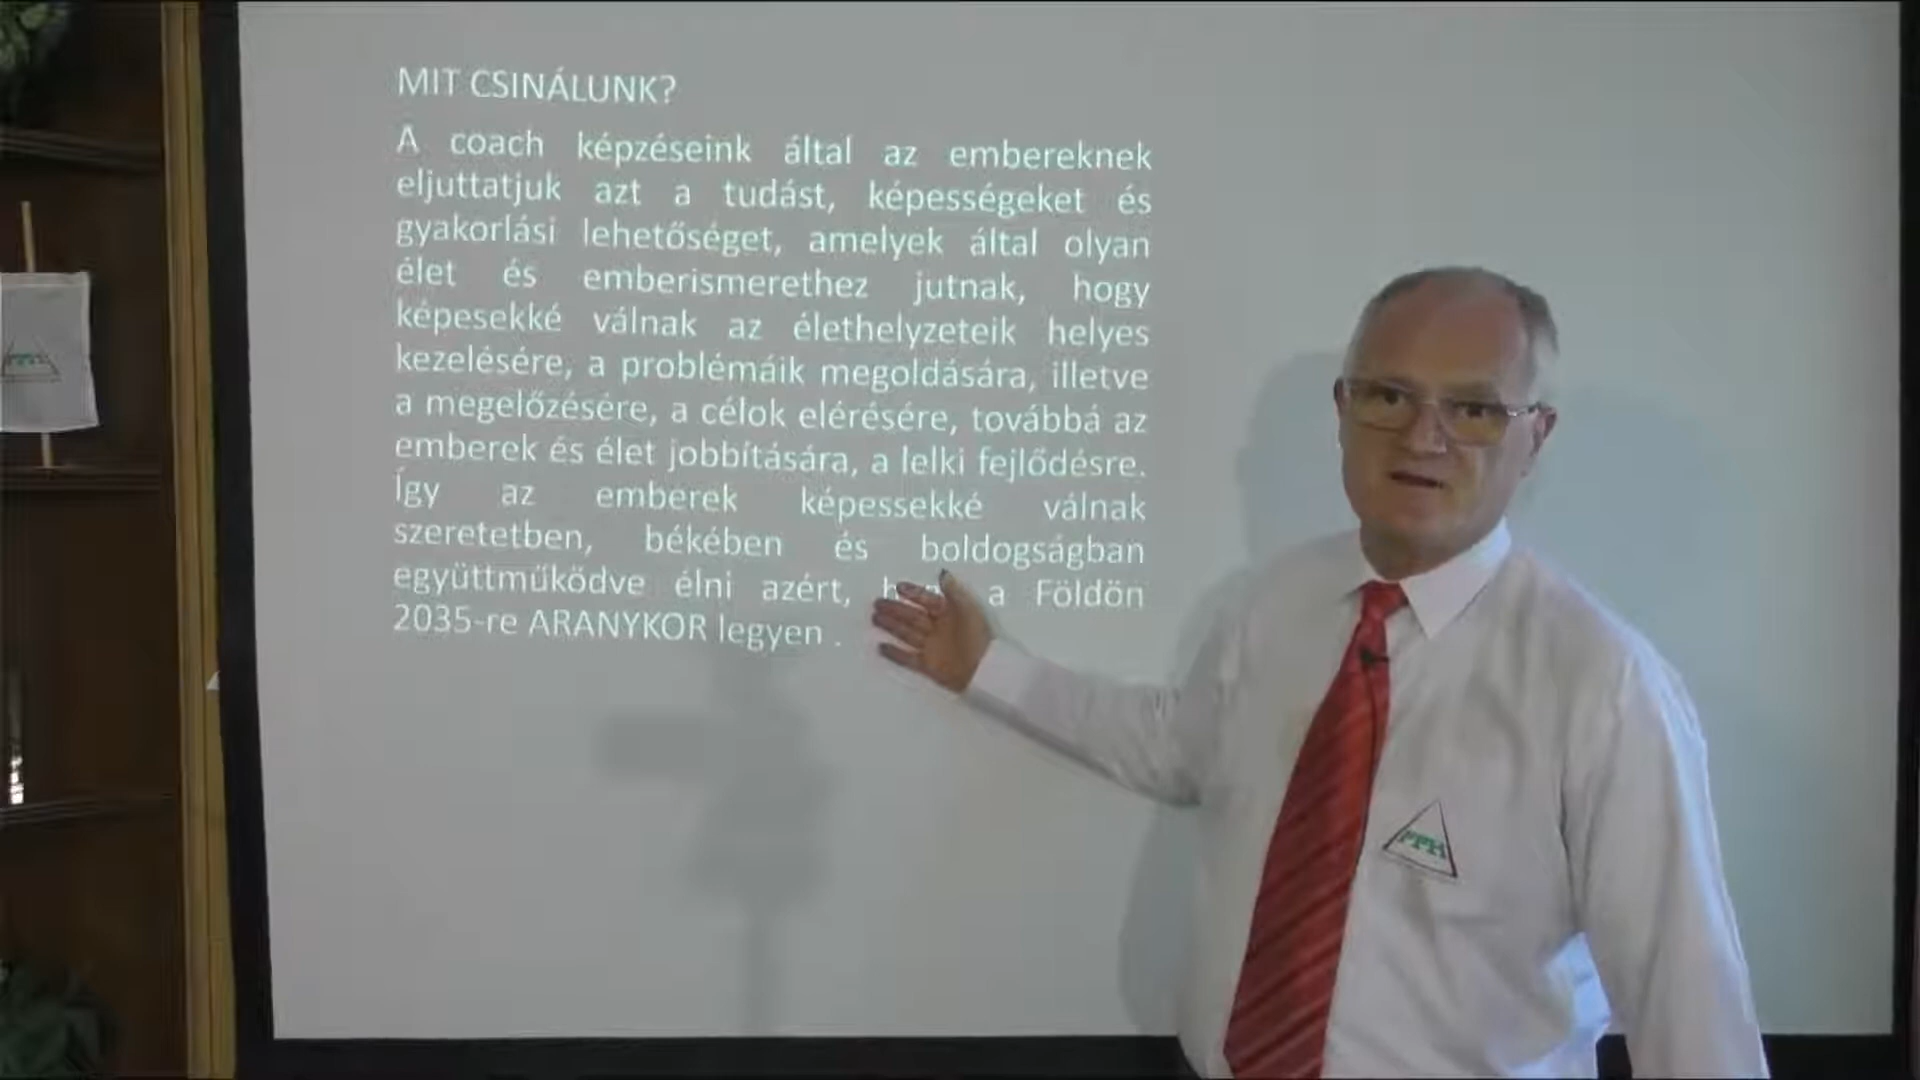 MIT CSINÁLUNK?
A coach képzéseink által az embereknek
eljuttatjuk azt a tudást, képességeket és
gyakorlási lehetőséget, amelyek által olyan
élet és emberismerethez jutnak, hogy
képesekké válnak az élethelyzeteik helyes
kezelésére, a problémáik megoldására, illetve
a megelőzésére, a célok elérésére, továbbá az
emberek és élet jobbítására, a lelki fejlődésre.
Így az emberek képessekké válnak
szeretetben, békében és boldogságban
együttműködve élni azért, a Földön
2035-re ARANYKOR legyen .